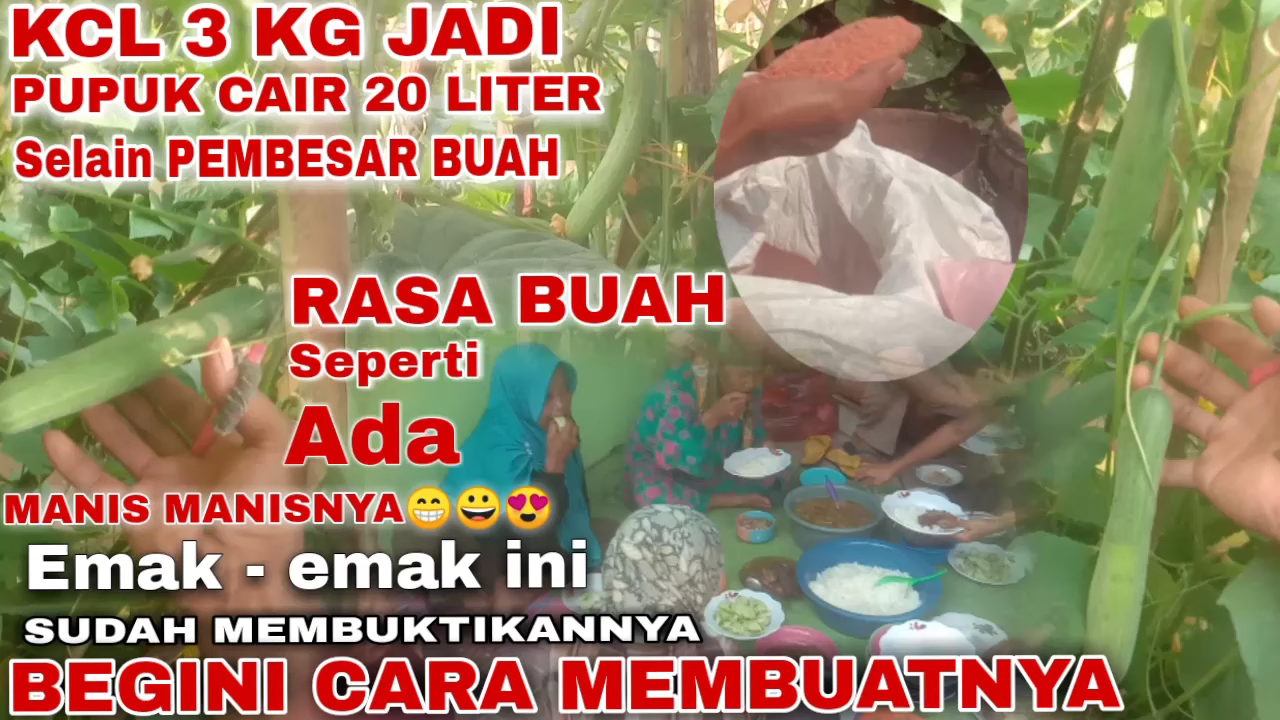 KCL 3 KG JADI
PUPUK CAIR 20 LITER
Selain PEMBESAR BUAH
RASA BUAH
Seperti
Ada
MANIS MANISNYA😁😀😍
Emak - emak ini
SUDAH MEMBUKTIKANNYA
BEGINI CARA MEMBUATNYA